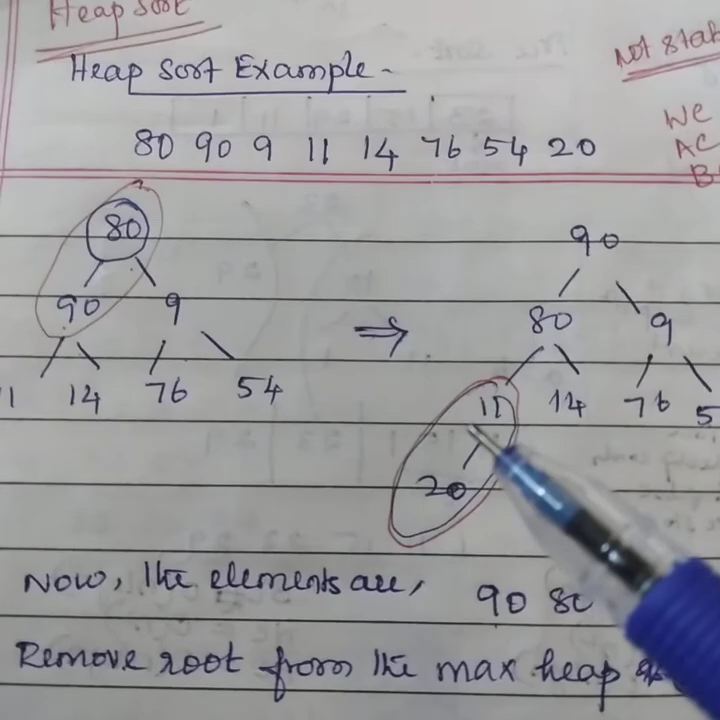 Heap Sort
Heap Sort Example-
Not Stab
We
AC
B
80 90 9 11 14 76 54 20
80
90 9
11 14 76 54
⇒
90
80 9
11 14 76 5
20
Now, the elements are, 90 80
Remove root from the max heap